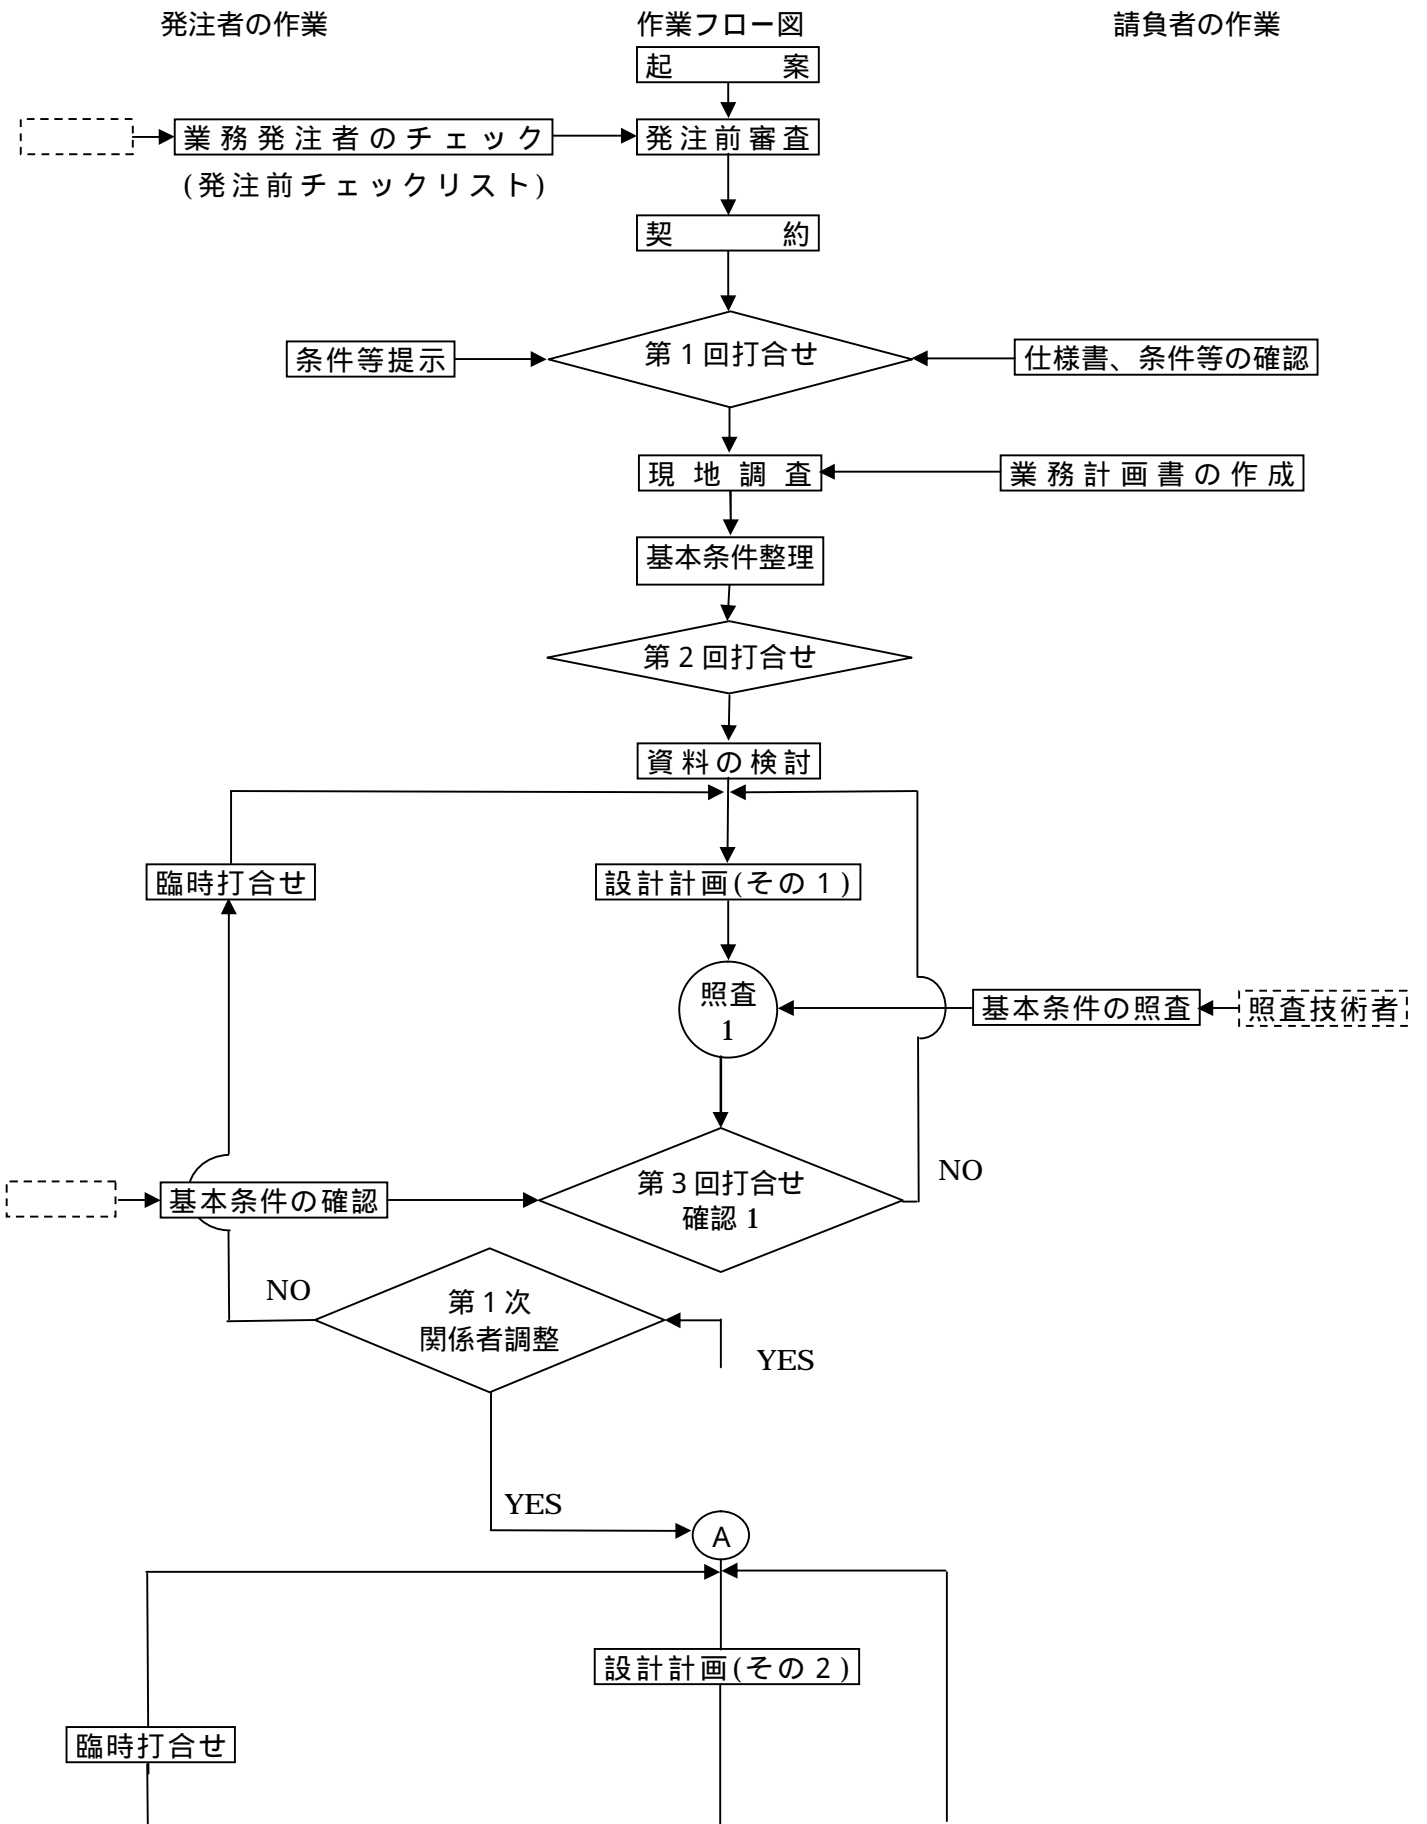 発注者の作業
作業フロー図
請負者の作業
起案
業務発注者のチェック
発注前審査
(発注前チェックリスト)
契約
条件等提示
第1回打合せ
仕様書、条件等の確認
現地調査
業務計画書の作成
基本条件整理
第2回打合せ
資料の検討
臨時打合せ
設計計画(その1)
照査
1
基本条件の照査
照査技術者
第3回打合せ
確認1
NO
基本条件の確認
NO
第1次
関係者調整
YES
YES
A
設計計画(その2)
臨時打合せ